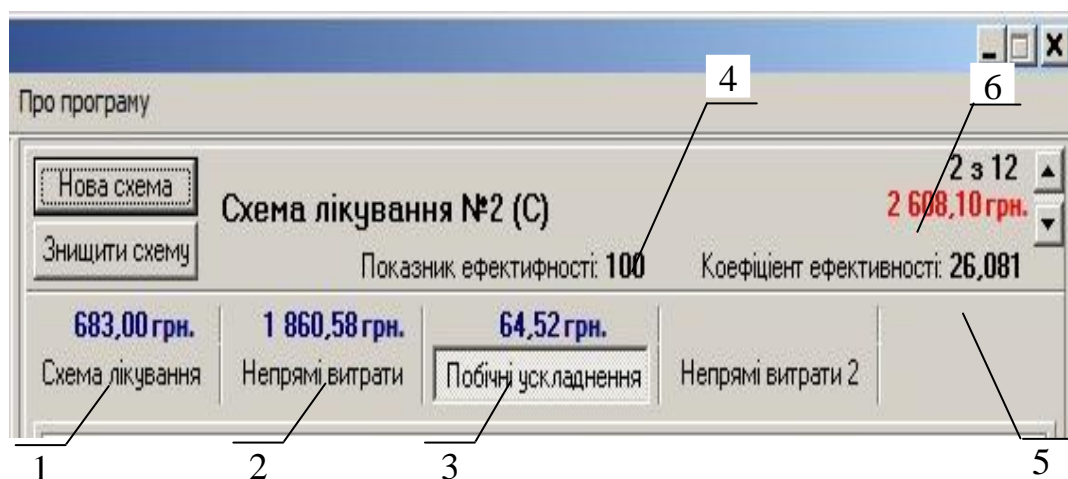 4
6
Про програму
Нова схема
2 з 12
Схема лікування №2 (С)
2 608,10 грн.
Знищити схему
Показник ефектифності: 100
Коефіціент ефективності: 26,081
683,00 грн.
1 860,58 грн.
64,52 грн.
Схема лікування
Непрямі витрати
Побічні ускладнення
Непрямі витрати 2
1
2
3
5